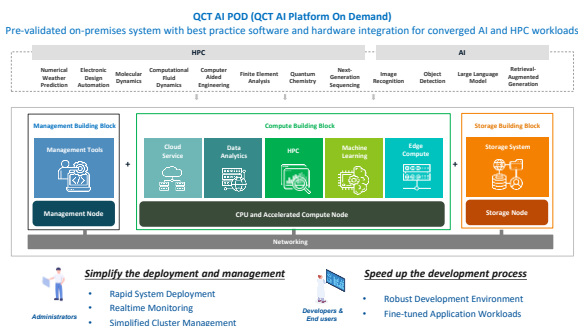 QCT AI POD (QCT AI Platform On Demand)
Pre-validated on-premises system with best practice software and hardware integration for converged AI and HPC workloads
HPC
AI
Numerical
Weather
Prediction
Electronic
Design
Automation
Molecular
Dynamics
Computational
Fluid
Dynamics
Computer
Aided
Engineering
Finite Element
Analysis
Quantum
Chemistry
Next-
Generation
Sequencing
Image
Recognition
Object
Detection
Large Language
Model
Retrieval-
Augmented
Generation
Management Building Block
Compute Building Block
Storage Building Block
Management Tools
+
Cloud
Service
Data
Analytics
HPC
Machine
Learning
Edge
Compute
+
Storage System
Management Node
CPU and Accelerated Compute Node
Storage Node
Networking
Simplify the deployment and management
• Rapid System Deployment
• Realtime Monitoring
• Simplified Cluster Management
Administrators
Speed up the development process
• Robust Development Environment
• Fine-tuned Application Workloads
Developers &
End users